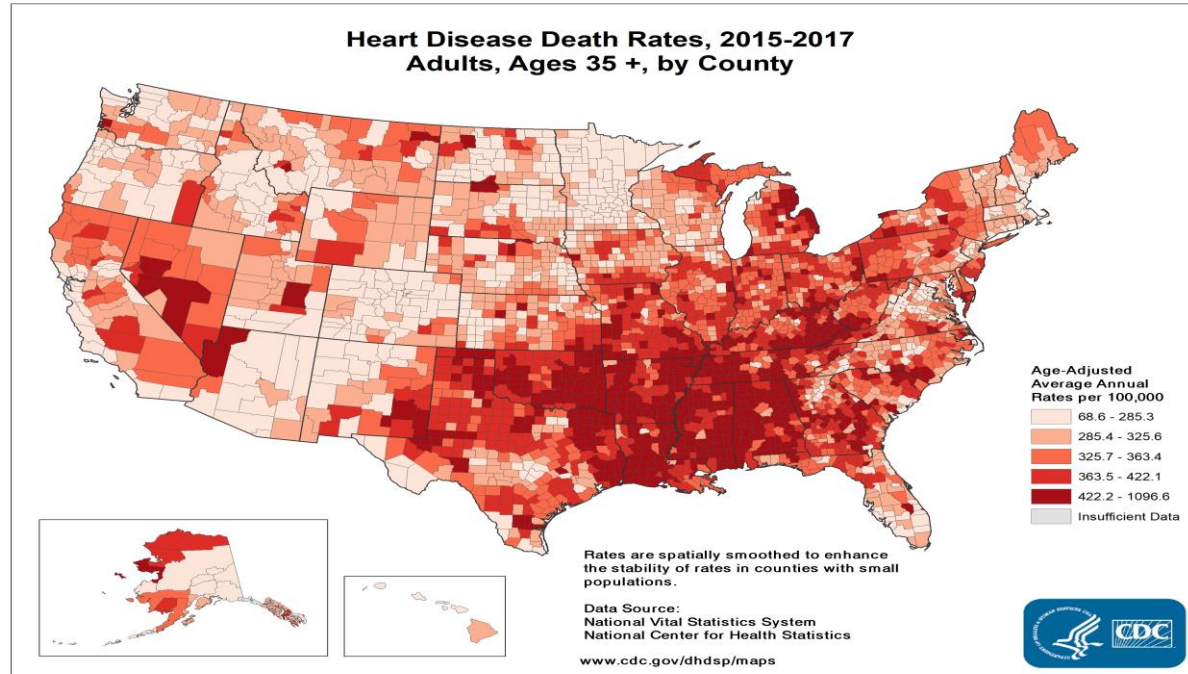 Heart Disease Death Rates, 2015-2017
Adults, Ages 35 +, by County
Age-Adjusted
Average Annual
Rates per 100,000
68.6 - 285.3
285.4 - 325.6
325.7 - 363.4
363.5 - 422.1
422.2 - 1096.6
Insufficient Data
Rates are spatially smoothed to enhance
the stability of rates in counties with small
populations.
Data Source:
National Vital Statistics System
National Center for Health Statistics
www.cdc.gov/dhdsp/maps
CDC